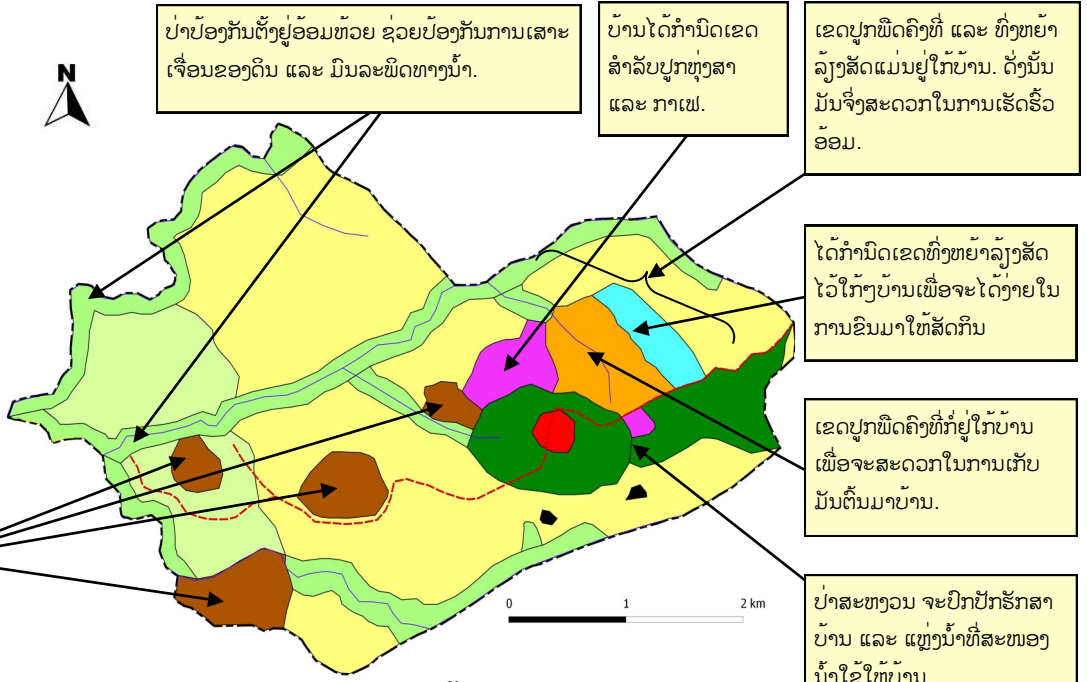 ປ່າປ້ອງກັນຕັ້ງຢູ່ອ້ອມຫ້ວຍ ຊ່ວຍປ້ອງກັນການເສາະ
ເຈື່ອນຂອງດິນ ແລະ ມົນລະພິດທາງນ້ຳ.
ບ້ານໄດ້ກຳນົດເຂດ
ສຳລັບປູກຫຸ່ງສາ
ແລະ ກາເຟ.
ເຂດປູກພືດຄົງທີ່ ແລະ ທົ່ງຫຍ້າ
ລ້ຽງສັດແມ່ນຢູ່ໃກ້ບ້ານ. ດັ່ງນັ້ນ
ມັນຈຶ່ງສະດວກໃນການເຮັດຮົ້ວ
ອ້ອມ.
N
ໄດ້ກຳນົດເຂດທົ່ງຫຍ້າລ້ຽງສັດ
ໄວ້ໃກ້ໆບ້ານເພື່ອຈະໄດ້ງ່າຍໃນ
ການຂົນມາໃຫ້ສັດກິນ
ເຂດປູກພືດຄົງທີ່ກໍ່ຢູ່ໃກ້ບ້ານ
ເພື່ອຈະສະດວກໃນການເກັບ
ມັນຕົ້ນມາບ້ານ.
ປ່າສະຫງວນ ຈະປົກປັກຮັກສາ
ບ້ານ ແລະ ແຫຼ່ງນ້ຳທີ່ສະໜອງ
ນ້ຳໃຊ້ໃຫ້ບ້ານ
0 1 2 km